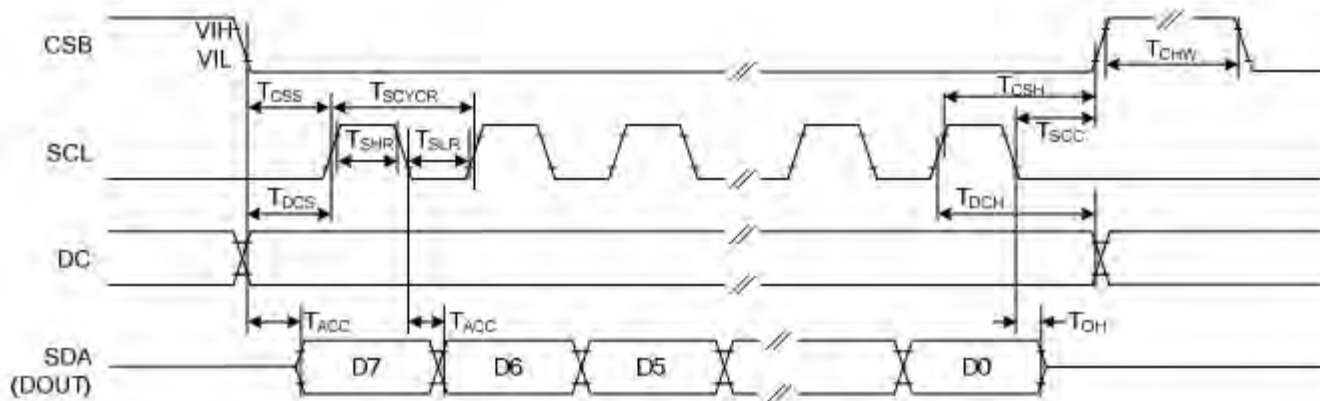 CSB
VIH
VIL
TCHW
TCSS
TSCYCR
TCSH
SCL
TSHR
TSLR
TSCC
TDCS
TDCH
DC
TACC
TACC
TOH
SDA
(DOUT)
D7
D6
D5
D0